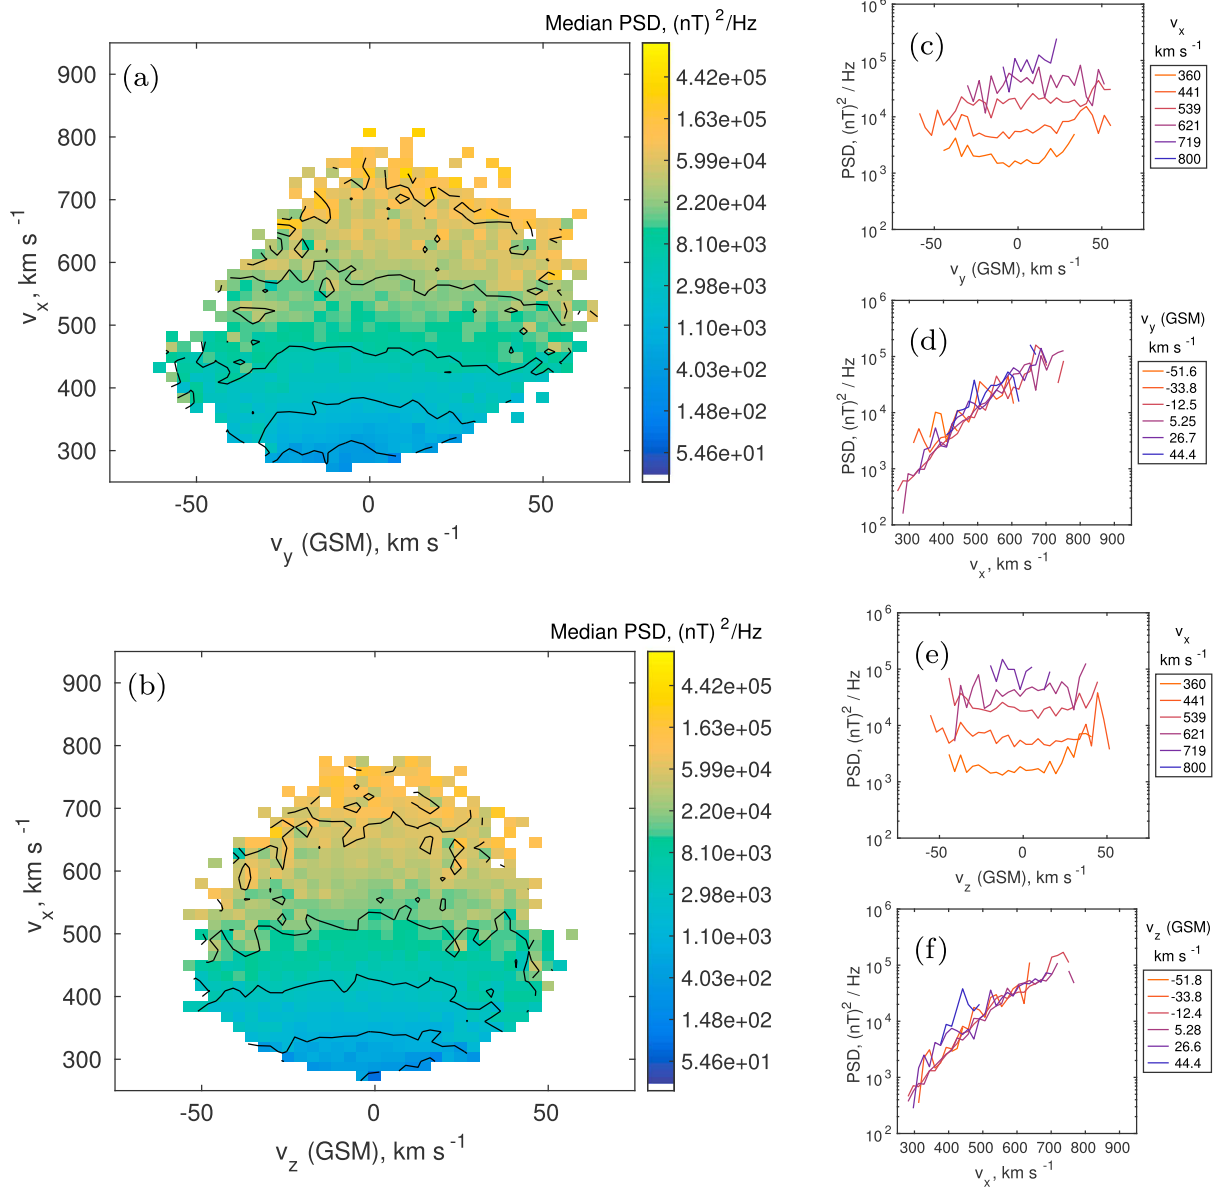 Median PSD, (nT) 2/Hz
(a)
900
800
700
600
500
400
300
v_x, km s -1
-50 0 50
v_y (GSM), km s -1
4.42e+05
1.63e+05
5.99e+04
2.20e+04
8.10e+03
2.98e+03
1.10e+03
4.03e+02
1.48e+02
5.46e+01
(c)
10^6
10^5
10^4
10^3
10^2
PSD, (nT)^2 / Hz
-50 0 50
v_y (GSM), km s -1
v_x
km s -1
360
441
539
621
719
800
(d)
10^6
10^5
10^4
10^3
10^2
PSD, (nT)^2 / Hz
300 400 500 600 700 800 900
v_x, km s -1
v_y (GSM)
km s -1
-51.6
-33.8
-12.5
5.25
26.7
44.4
Median PSD, (nT) 2/Hz
(b)
900
800
700
600
500
400
300
v_x, km s -1
-50 0 50
v_z (GSM), km s -1
4.42e+05
1.63e+05
5.99e+04
2.20e+04
8.10e+03
2.98e+03
1.10e+03
4.03e+02
1.48e+02
5.46e+01
(e)
10^6
10^5
10^4
10^3
10^2
PSD, (nT)^2 / Hz
-50 0 50
v_z (GSM), km s -1
v_x
km s -1
360
441
539
621
719
800
(f)
10^6
10^5
10^4
10^3
10^2
PSD, (nT)^2 / Hz
300 400 500 600 700 800 900
v_x, km s -1
v_z (GSM)
km s -1
-51.8
-33.8
-12.4
5.28
26.6
44.4